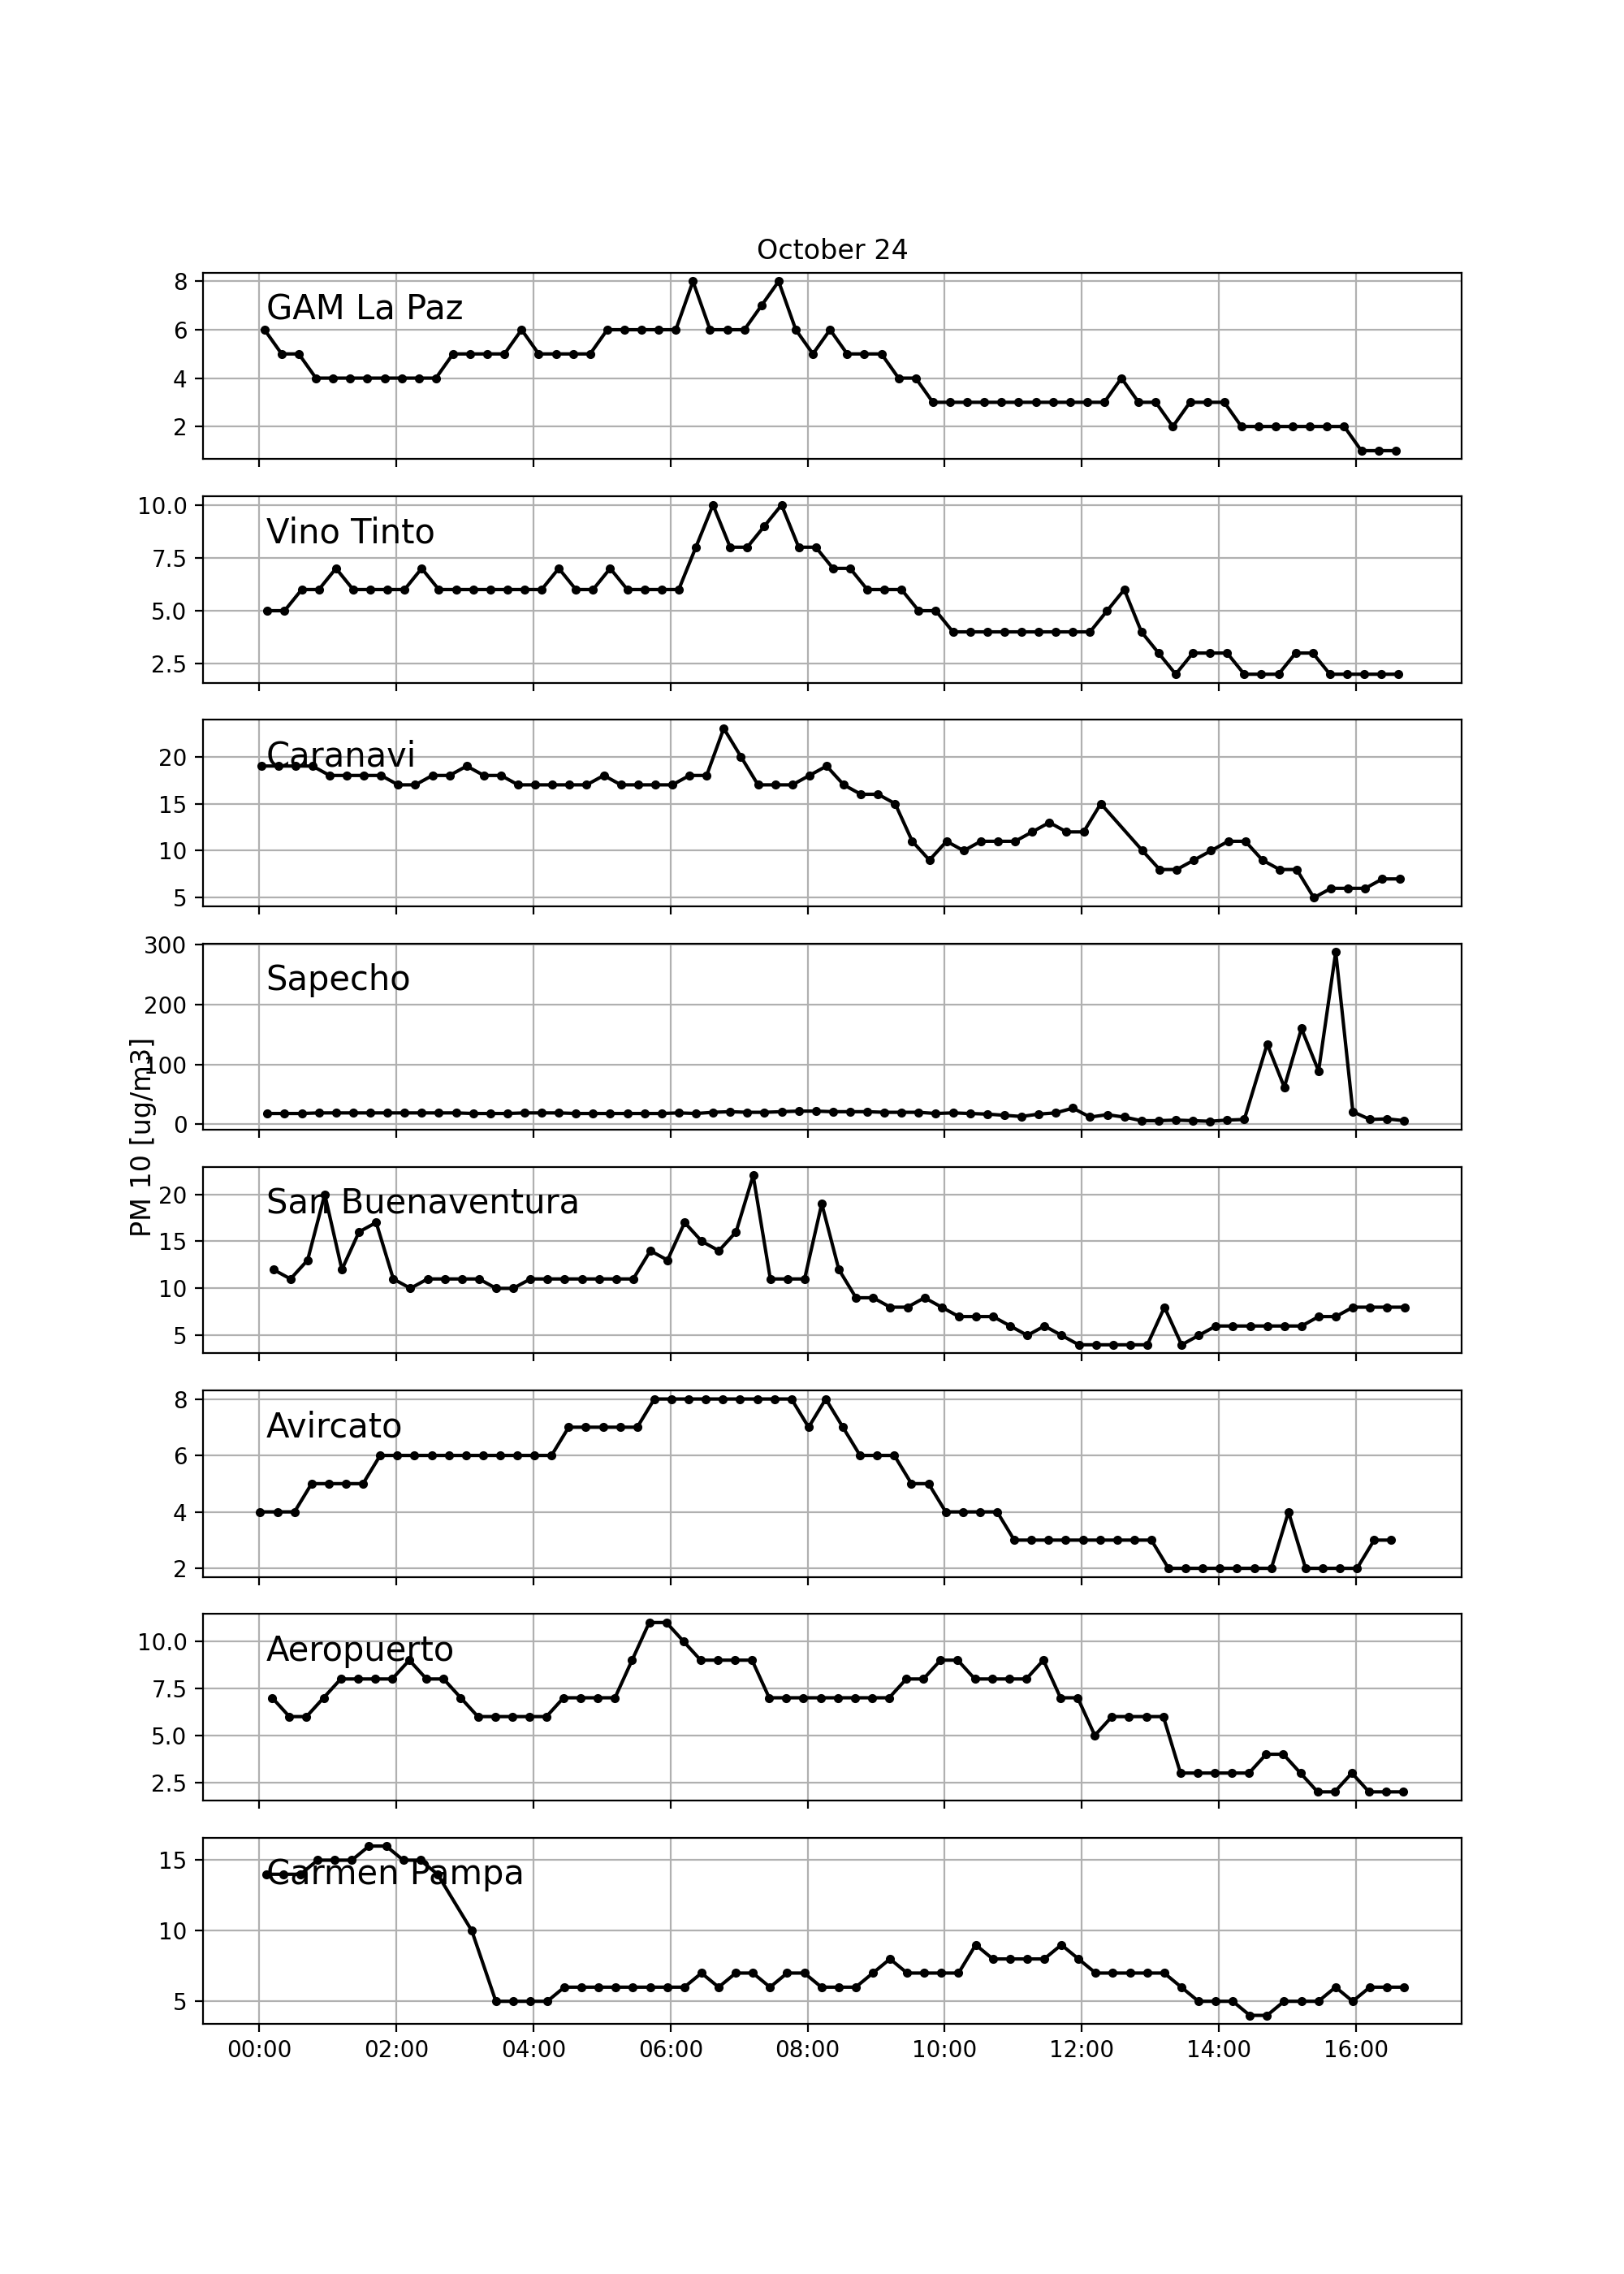 October 24
8
GAM La Paz
6
4
2
10.0
Vino Tinto
7.5
5.0
2.5
Caranavi
20
15
10
5
300
Sapecho
200
100
0
PM 10 [ug/m3]
San Buenaventura
20
15
10
5
8
Avircato
6
4
2
10.0
Aeropuerto
7.5
5.0
2.5
15
Carmen Pampa
10
5
00:00 02:00 04:00 06:00 08:00 10:00 12:00 14:00 16:00